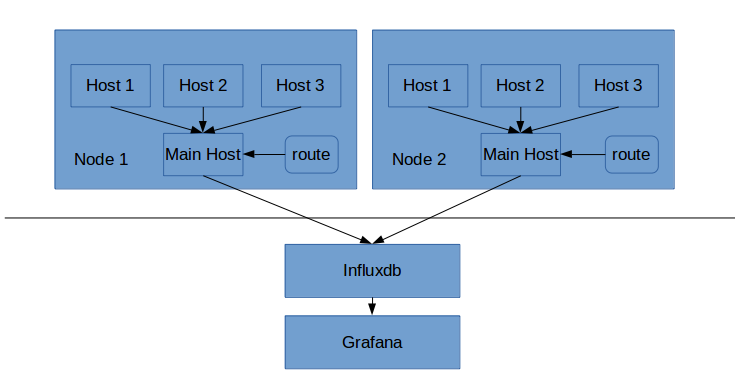 Host 1
Host 2
Host 3
Main Host
route
Node 1
Host 1
Host 2
Host 3
Main Host
route
Node 2
Influxdb
Grafana